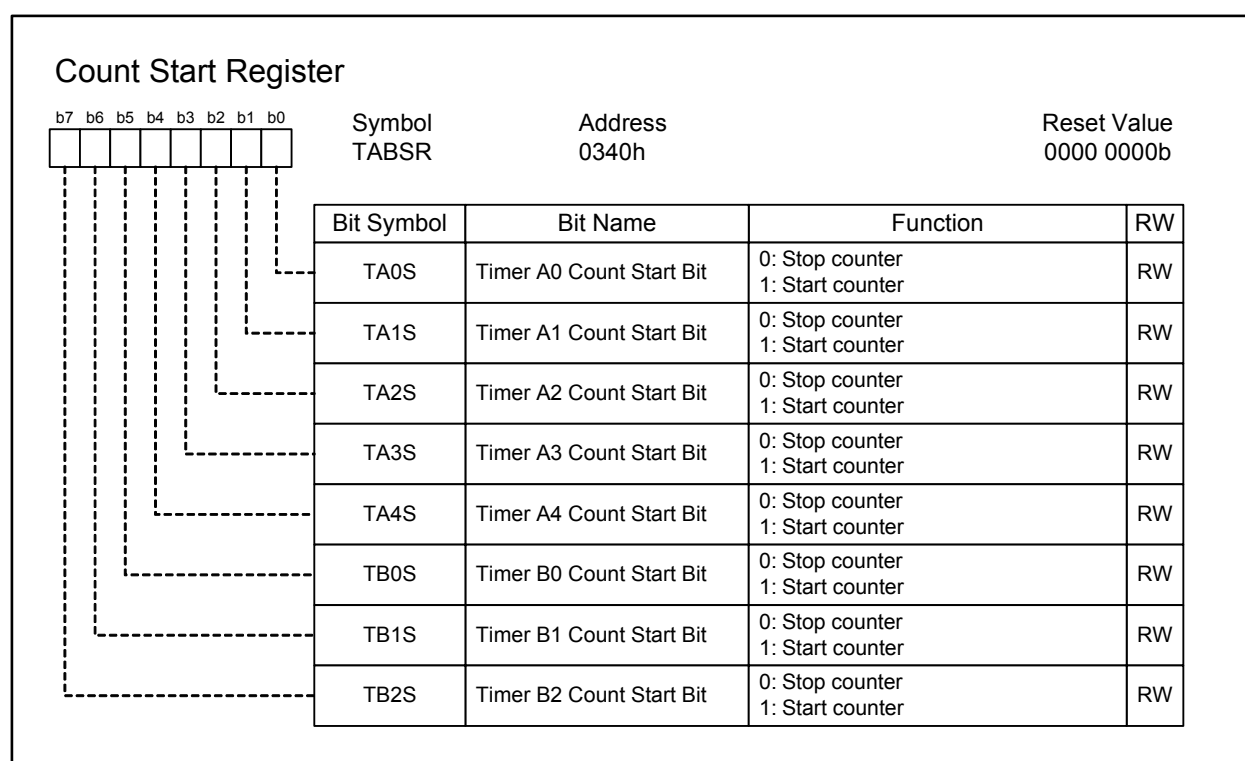 Count Start Register
b7 b6 b5 b4 b3 b2 b1 b0
Symbol Address Reset Value
TABSR 0340h 0000 0000b
Bit Symbol Bit Name Function RW
TA0S Timer A0 Count Start Bit 0: Stop counter
1: Start counter RW
TA1S Timer A1 Count Start Bit 0: Stop counter
1: Start counter RW
TA2S Timer A2 Count Start Bit 0: Stop counter
1: Start counter RW
TA3S Timer A3 Count Start Bit 0: Stop counter
1: Start counter RW
TA4S Timer A4 Count Start Bit 0: Stop counter
1: Start counter RW
TB0S Timer B0 Count Start Bit 0: Stop counter
1: Start counter RW
TB1S Timer B1 Count Start Bit 0: Stop counter
1: Start counter RW
TB2S Timer B2 Count Start Bit 0: Stop counter
1: Start counter RW